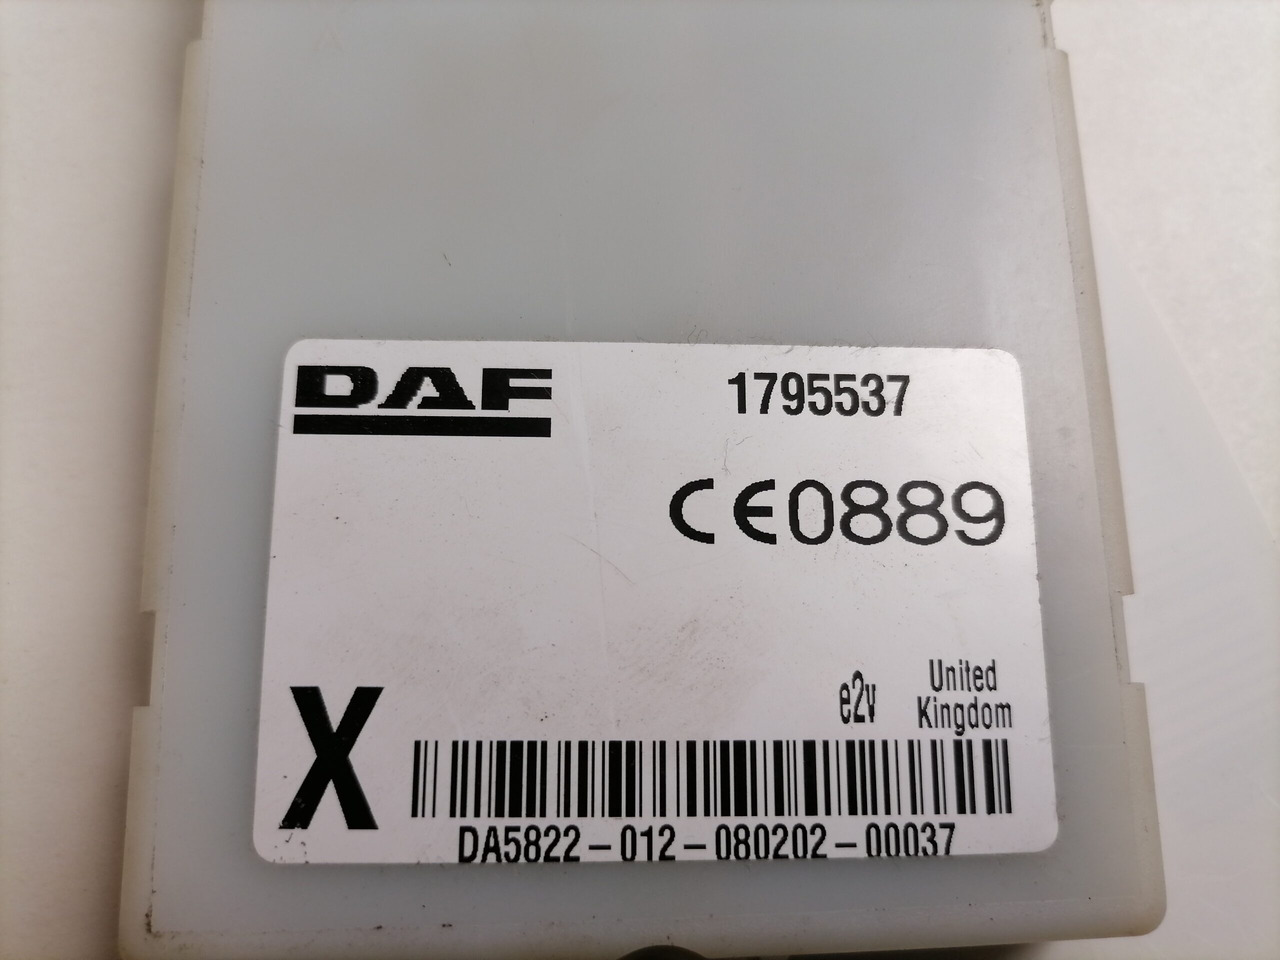 DAF
1795537
CE0889
e2v
United
Kingdom
X
DA5822-012-080202-00037